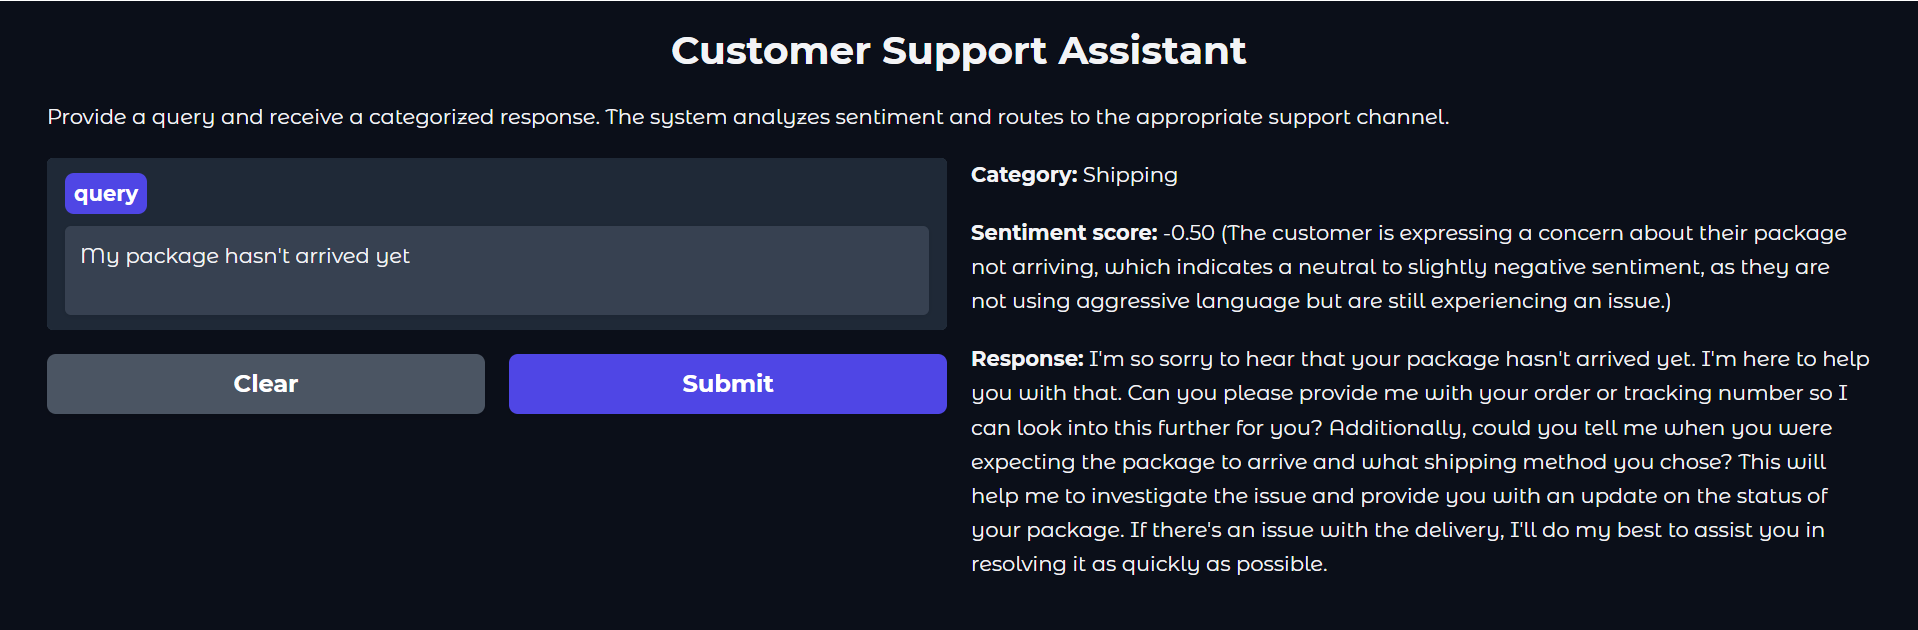 Customer Support Assistant
Provide a query and receive a categorized response. The system analyzes sentiment and routes to the appropriate support channel.
query
My package hasn't arrived yet
Clear
Submit
Category: Shipping
Sentiment score: -0.50 (The customer is expressing a concern about their package
not arriving, which indicates a neutral to slightly negative sentiment, as they are
not using aggressive language but are still experiencing an issue.)
Response: I'm so sorry to hear that your package hasn't arrived yet. I'm here to help
you with that. Can you please provide me with your order or tracking number so I
can look into this further for you? Additionally, could you tell me when you were
expecting the package to arrive and what shipping method you chose? This will
help me to investigate the issue and provide you with an update on the status of
your package. If there's an issue with the delivery, I'll do my best to assist you in
resolving it as quickly as possible.